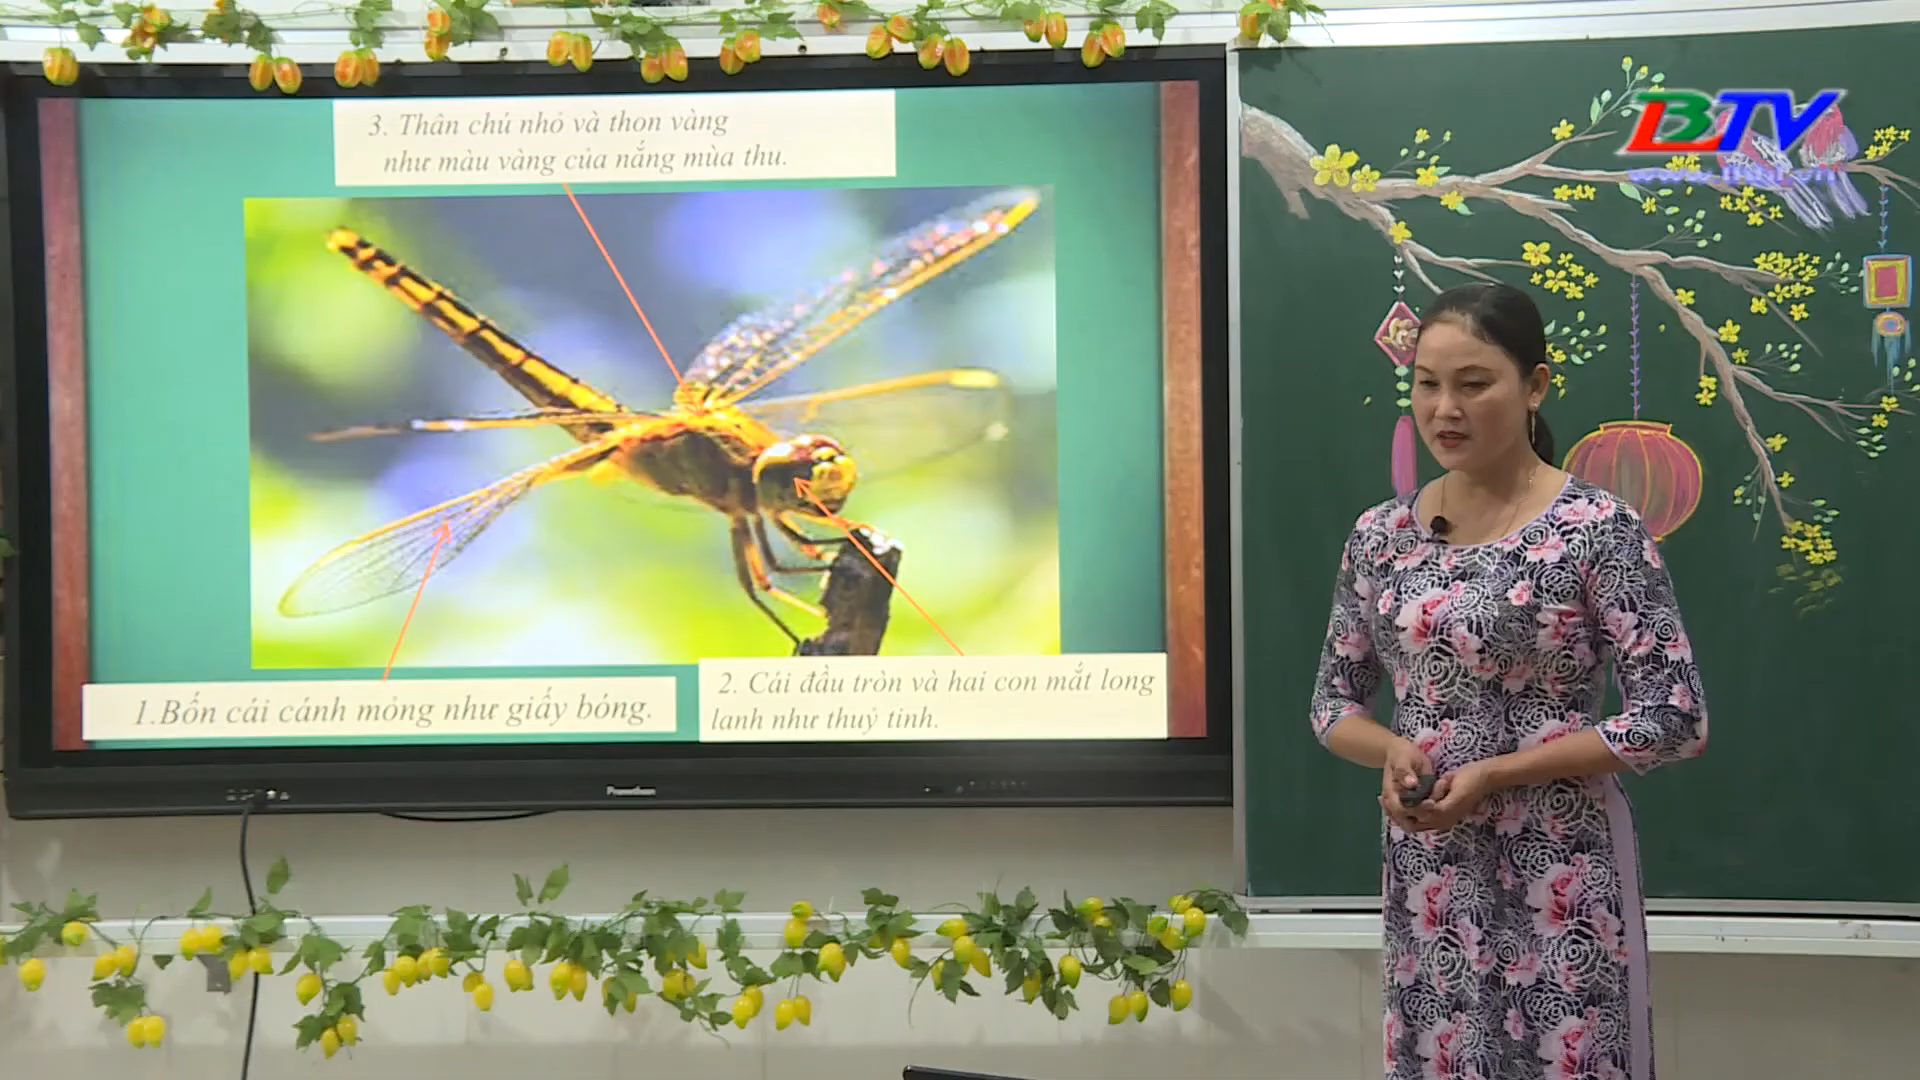 3. Thân chú nhỏ và thon vàng
như màu vàng của nắng mùa thu.
BTV
1.Bốn cái cánh mỏng như giấy bóng.
2. Cái đầu tròn và hai con mắt long
lanh như thuỷ tinh.
Promethean